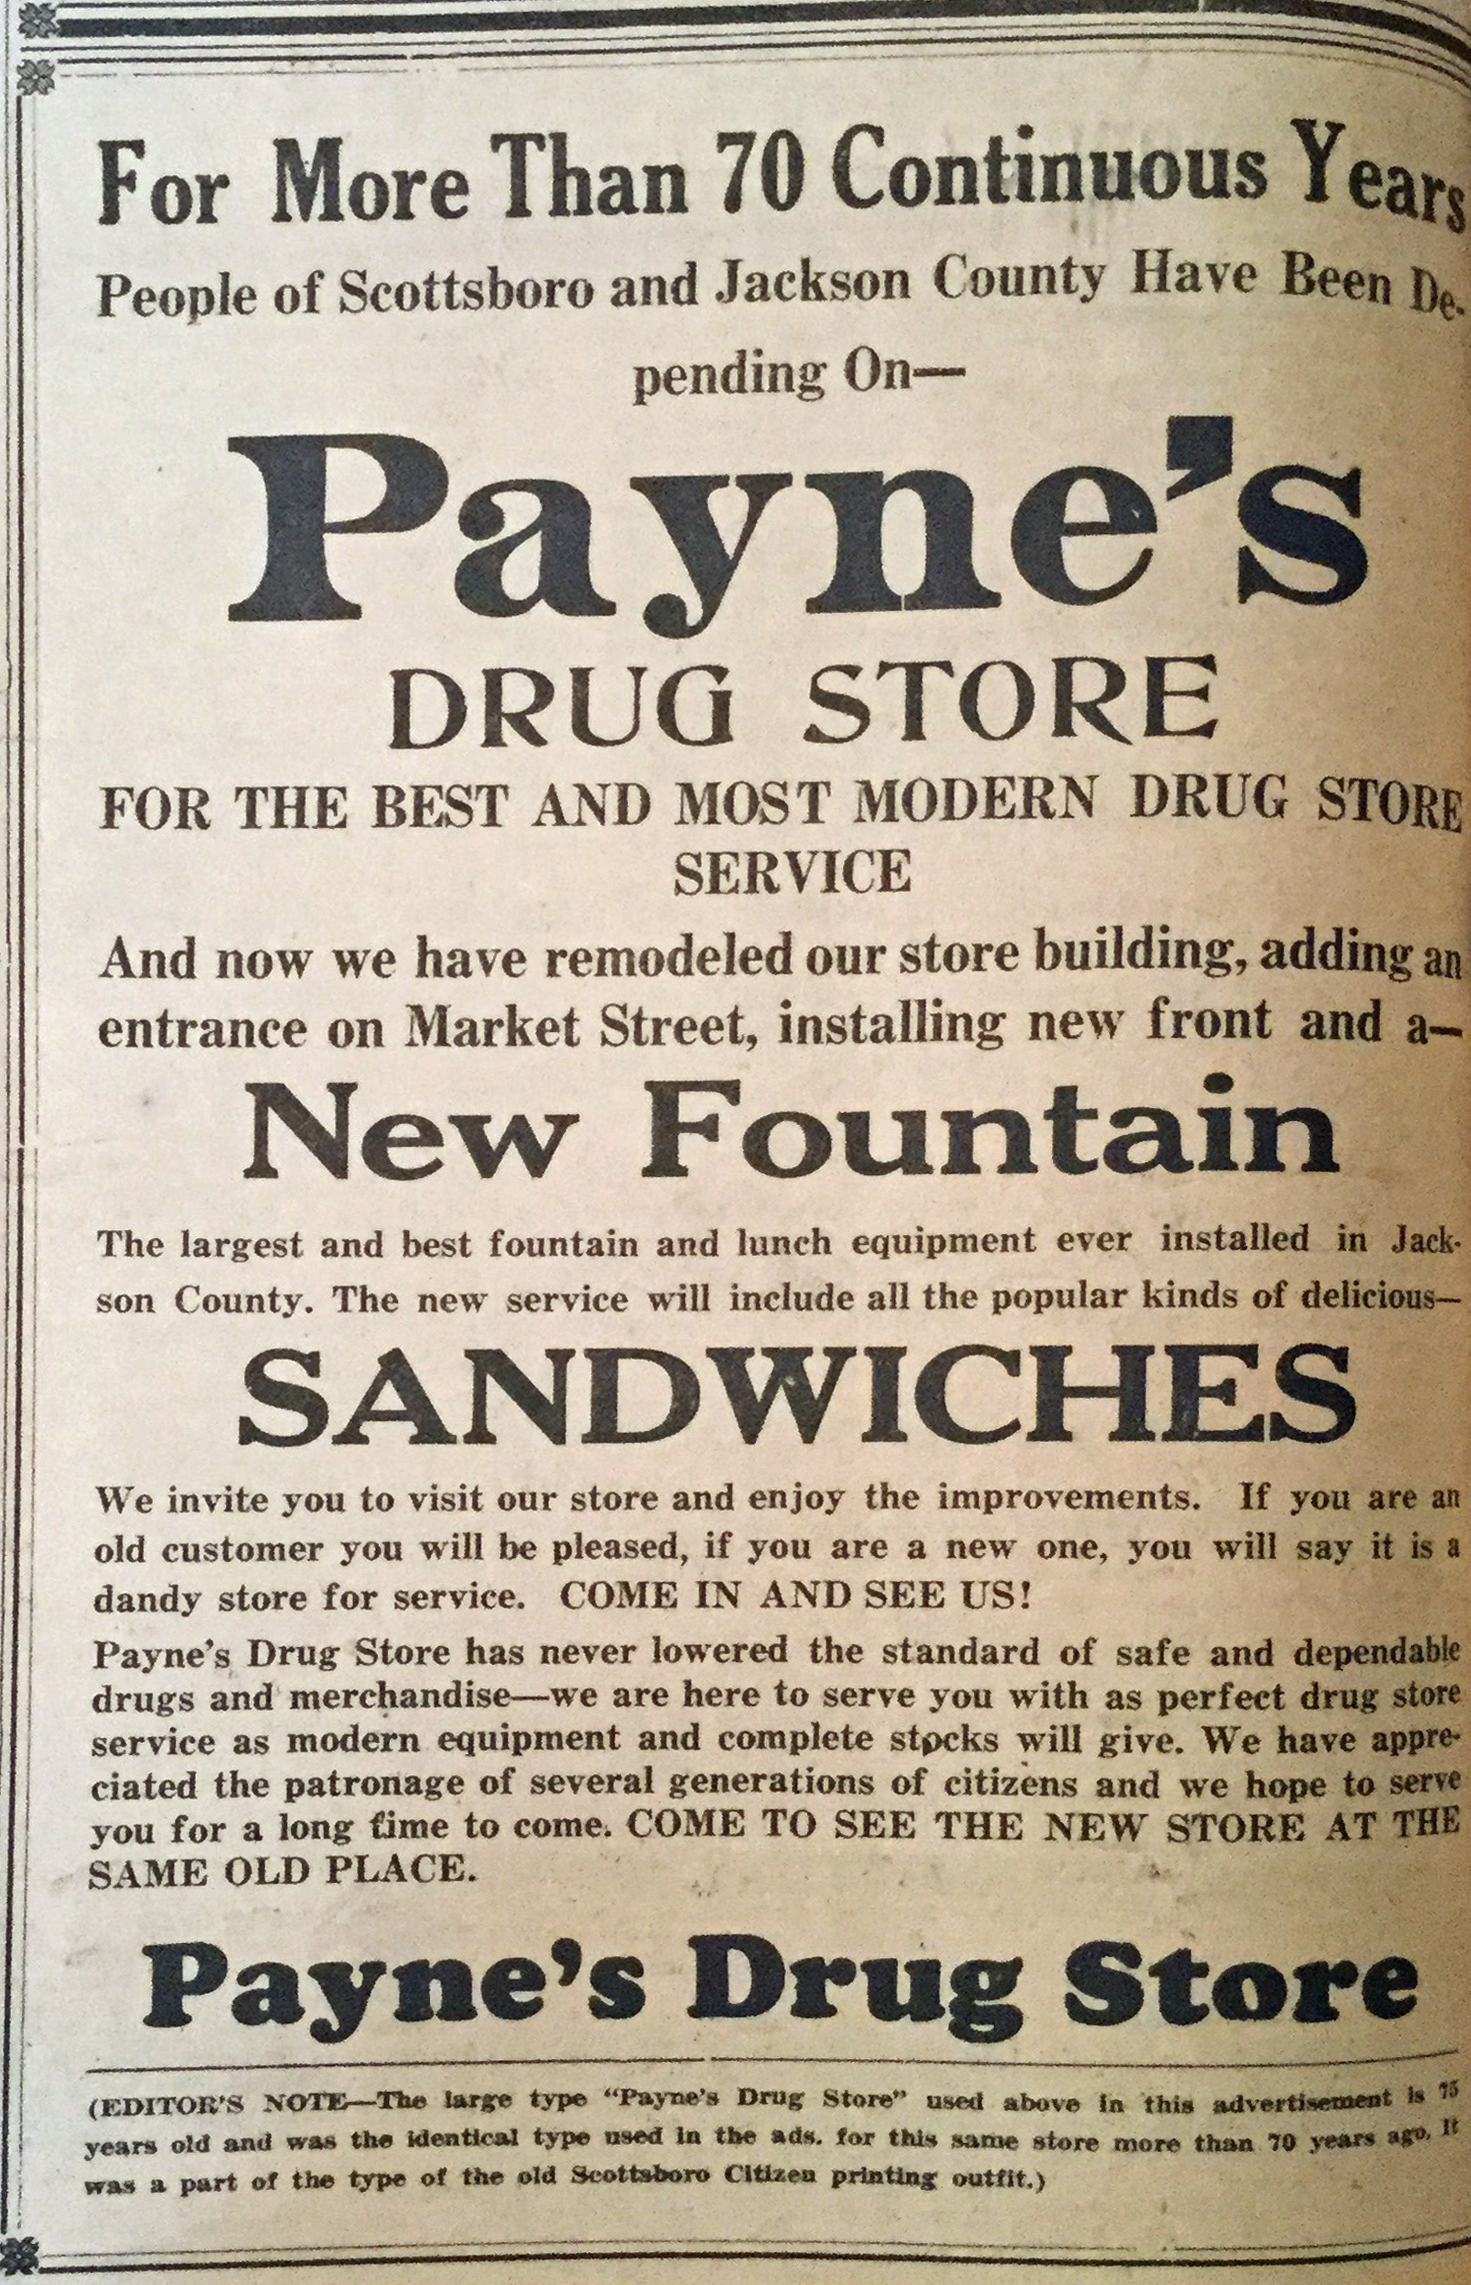 For More Than 70 Continuous Years
People of Scottsboro and Jackson County Have Been De-
pending On—
Payne's
DRUG STORE
FOR THE BEST AND MOST MODERN DRUG STORE
SERVICE
And now we have remodeled our store building, adding an
entrance on Market Street, installing new front and a—
New Fountain
The largest and best fountain and lunch equipment ever installed in Jack-
son County. The new service will include all the popular kinds of delicious—
SANDWICHES
We invite you to visit our store and enjoy the improvements. If you are an
old customer you will be pleased, if you are a new one, you will say it is a
dandy store for service. COME IN AND SEE US!
Payne's Drug Store has never lowered the standard of safe and dependable
drugs and merchandise—we are here to serve you with as perfect drug store
service as modern equipment and complete stocks will give. We have appre-
ciated the patronage of several generations of citizens and we hope to serve
you for a long time to come. COME TO SEE THE NEW STORE AT THE
SAME OLD PLACE.
Payne's Drug Store
(EDITOR'S NOTE—The large type "Payne's Drug Store" used above in this advertisement is 75
years old and was the identical type used in the ads. for this same store more than 70 years ago. It
was a part of the type of the old Scottsboro Citizen printing outfit.)